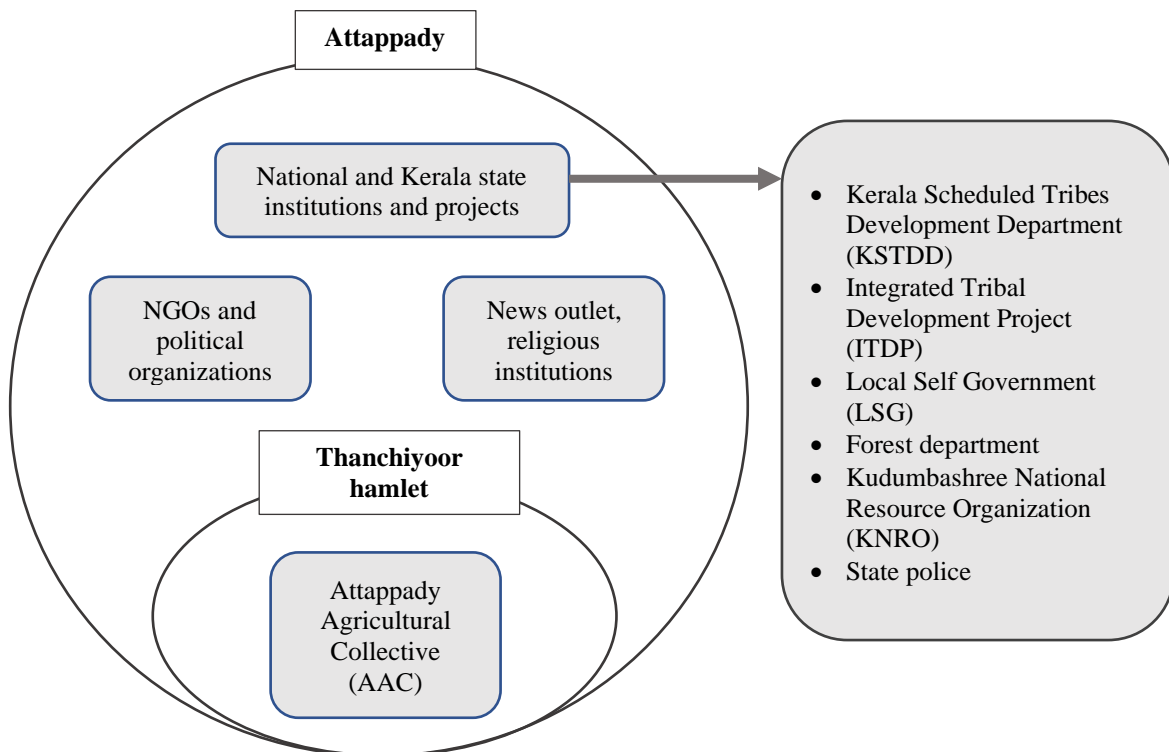 Attappady
National and Kerala state
institutions and projects
NGOs and
political
organizations
News outlet,
religious
institutions
Thanchiyoor
hamlet
Attappady
Agricultural
Collective
(AAC)
• Kerala Scheduled Tribes
Development Department
(KSTDD)
• Integrated Tribal
Development Project
(ITDP)
• Local Self Government
(LSG)
• Forest department
• Kudumbashree National
Resource Organization
(KNRO)
• State police